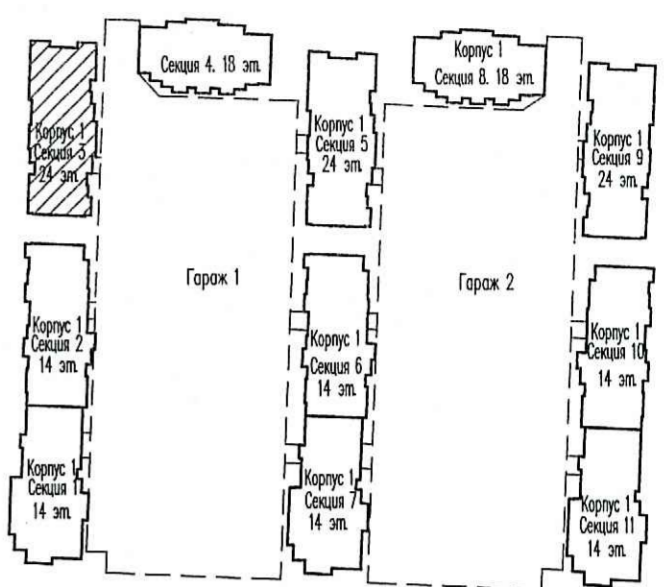 Секция 4. 18 эт.
Корпус 1
Секция 8. 18 эт.
Корпус 1
Секция 3
24 эт.
Корпус 1
Секция 5
24 эт.
Корпус 1
Секция 9
24 эт.
Гараж 1
Гараж 2
Корпус 1
Секция 2
14 эт.
Корпус 1
Секция 6
14 эт.
Корпус 1
Секция 10
14 эт.
Корпус 1
Секция 1
14 эт.
Корпус 1
Секция 7
14 эт.
Корпус 1
Секция 11
14 эт.